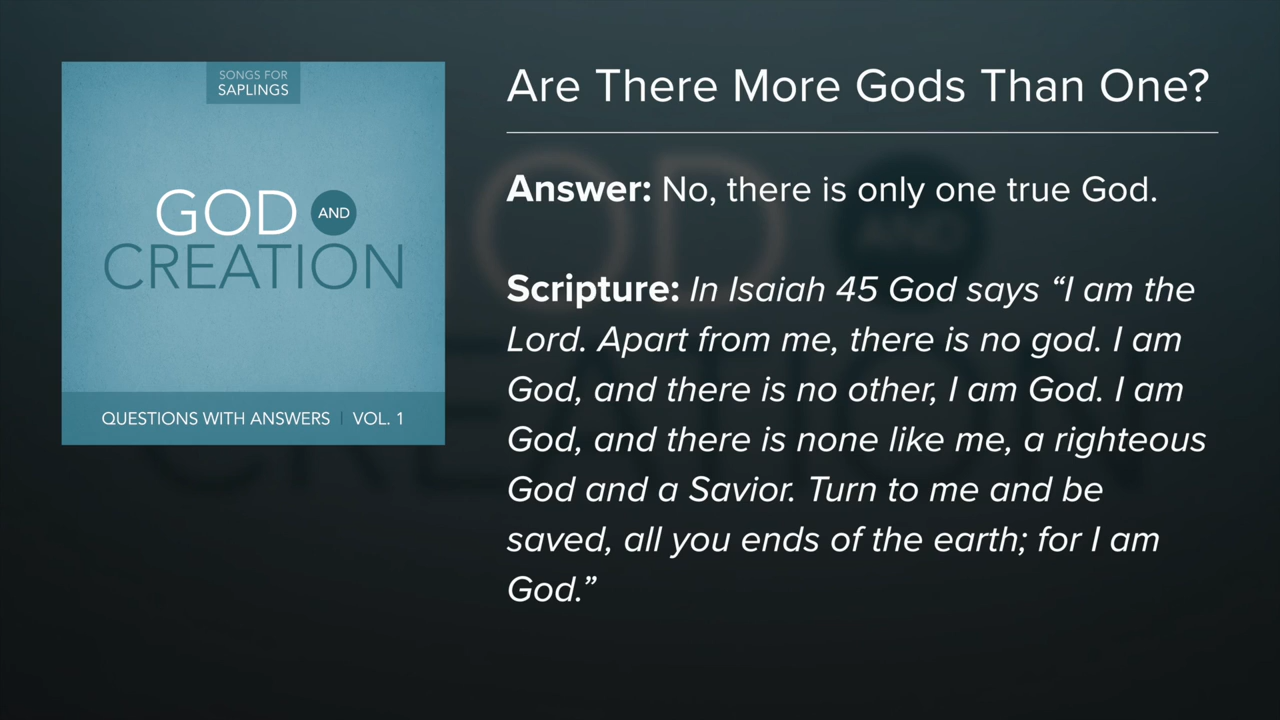 SONGS FOR
SAPLINGS
GOD AND
CREATION
QUESTIONS WITH ANSWERS | VOL. 1
Are There More Gods Than One?
Answer: No, there is only one true God.
Scripture: In Isaiah 45 God says “I am the
Lord. Apart from me, there is no god. I am
God, and there is no other, I am God. I am
God, and there is none like me, a righteous
God and a Savior. Turn to me and be
saved, all you ends of the earth; for I am
God.”